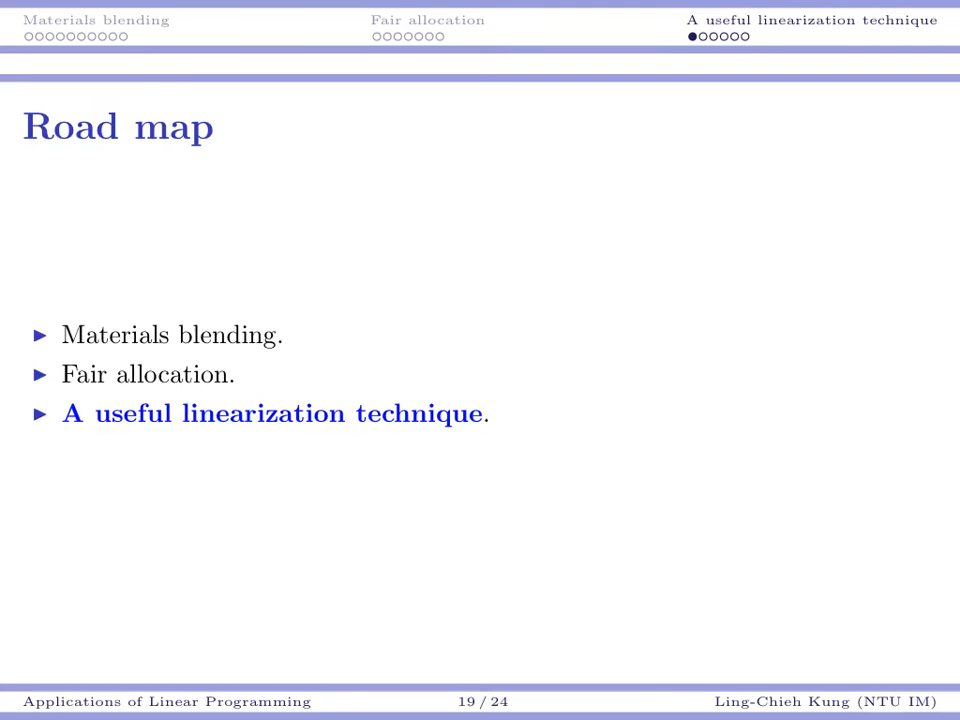 Materials blending Fair allocation A useful linearization technique
Road map
Materials blending.
Fair allocation.
A useful linearization technique.
Applications of Linear Programming 19 / 24 Ling-Chieh Kung (NTU IM)